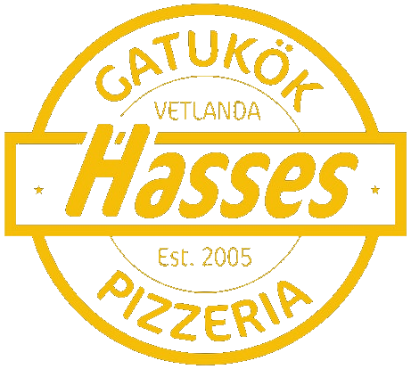 GATUKÖK
VETLANDA
Hasses
Est. 2005
PIZZERIA